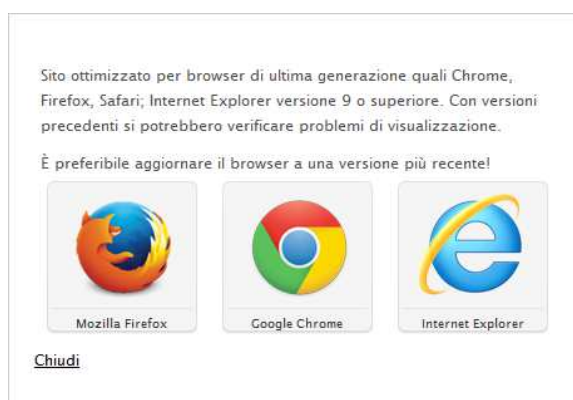 Sito ottimizzato per browser di ultima generazione quali Chrome,
Firefox, Safari; Internet Explorer versione 9 o superiore. Con versioni
precedenti si potrebbero verificare problemi di visualizzazione.
È preferibile aggiornare il browser a una versione più recente!
Mozilla Firefox
Google Chrome
Internet Explorer
Chiudi